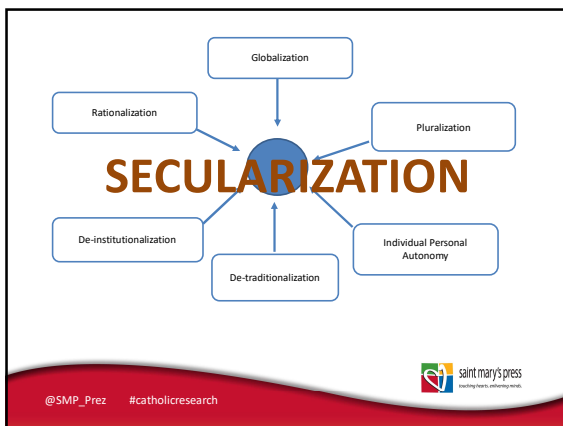 Globalization
Rationalization
Pluralization
SECULARIZATION
De-institutionalization
Individual Personal
Autonomy
De-traditionalization
saint mary's press
touching hearts. enlivening minds.
@SMP_Prez #catholicresearch